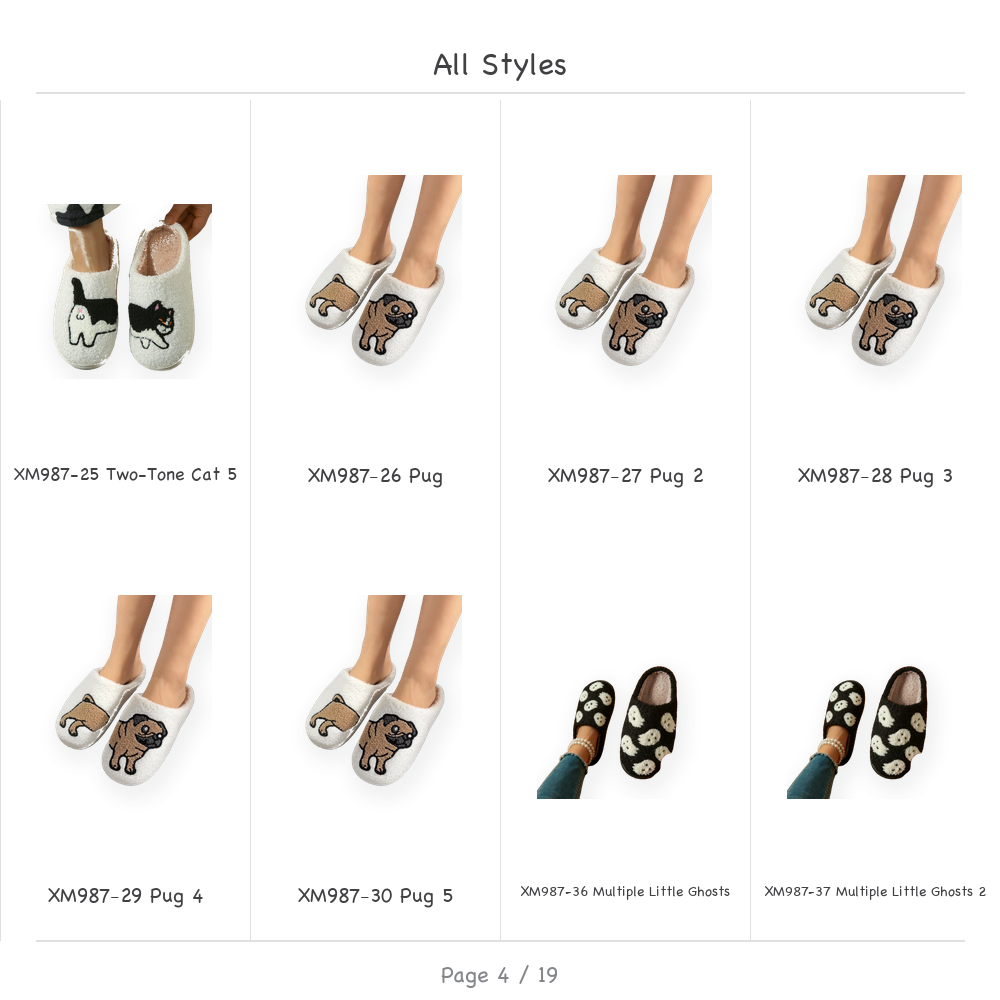 All Styles
XM987-25 Two-Tone Cat 5
XM987-26 Pug
XM987-27 Pug 2
XM987-28 Pug 3
XM987-29 Pug 4
XM987-30 Pug 5
XM987-36 Multiple Little Ghosts
XM987-37 Multiple Little Ghosts 2
Page 4 / 19